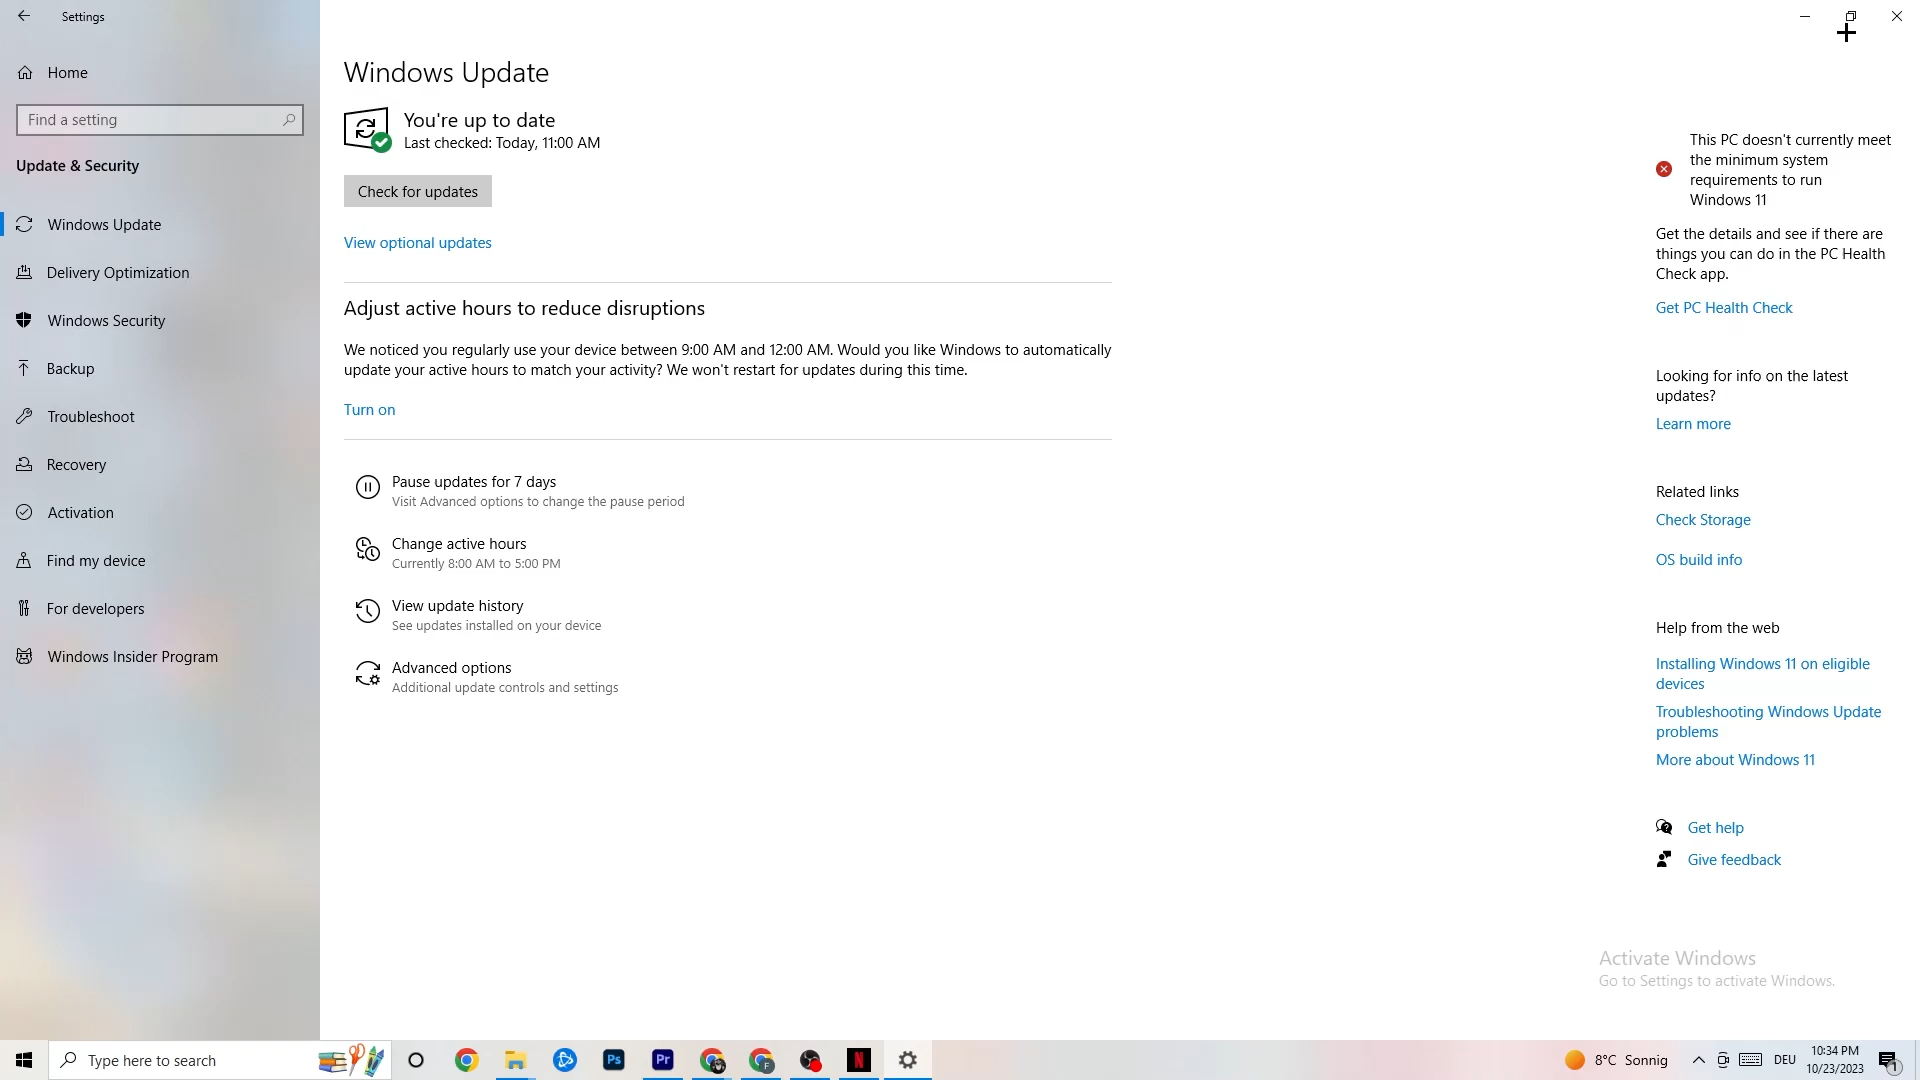 Settings
Home
Find a setting
Update & Security
Windows Update
Delivery Optimization
Windows Security
Backup
Troubleshoot
Recovery
Activation
Find my device
For developers
Windows Insider Program
Windows Update
You're up to date
Last checked: Today, 11:00 AM
Check for updates
View optional updates
Adjust active hours to reduce disruptions
We noticed you regularly use your device between 9:00 AM and 12:00 AM. Would you like Windows to automatically
update your active hours to match your activity? We won't restart for updates during this time.
Turn on
Pause updates for 7 days
Visit Advanced options to change the pause period
Change active hours
Currently 8:00 AM to 5:00 PM
View update history
See updates installed on your device
Advanced options
Additional update controls and settings
This PC doesn't currently meet
the minimum system
requirements to run
Windows 11
Get the details and see if there are
things you can do in the PC Health
Check app.
Get PC Health Check
Looking for info on the latest
updates?
Learn more
Related links
Check Storage
OS build info
Help from the web
Installing Windows 11 on eligible
devices
Troubleshooting Windows Update
problems
More about Windows 11
Get help
Give feedback
Activate Windows
Go to Settings to activate Windows.
Type here to search
Ps
Pr
F
N
8°C Sonnig
DEU
10:34 PM
10/23/2023
1